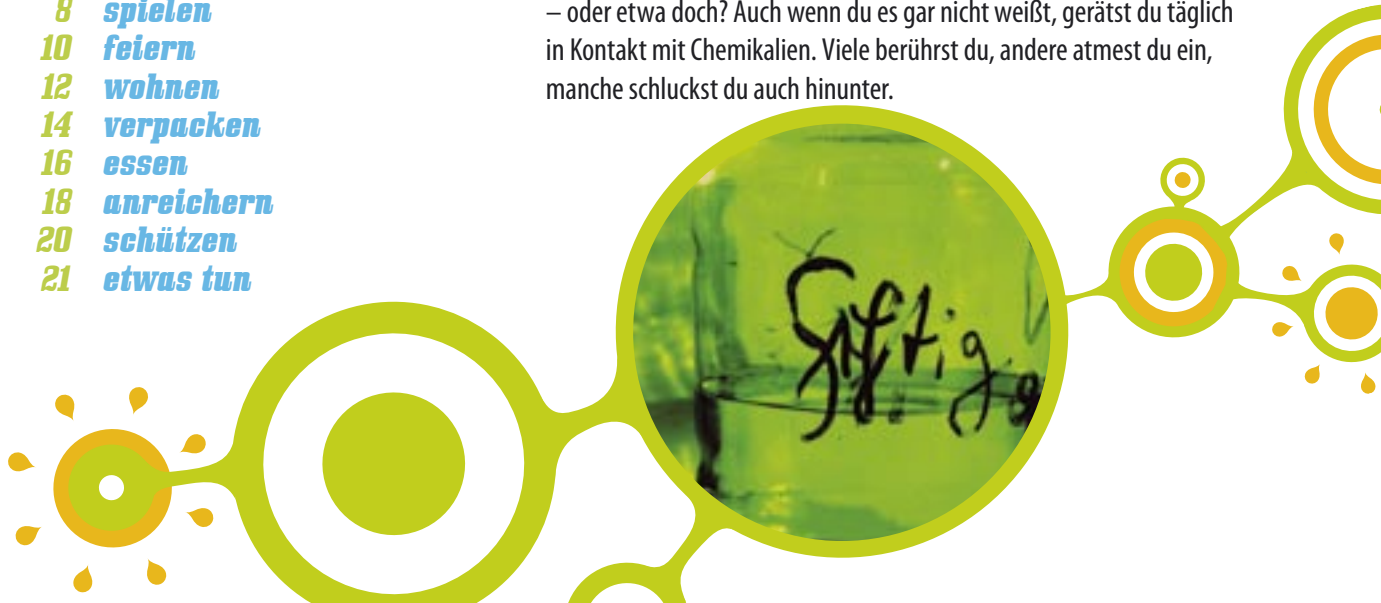 8 spielen
10 feiern
12 wohnen
14 verpacken
16 essen
18 anreichern
20 schützen
21 etwas tun
– oder etwa doch? Auch wenn du es gar nicht weißt, gerätst du täglich
in Kontakt mit Chemikalien. Viele berührst du, andere atmest du ein,
manche schluckst du auch hinunter.
Giftig